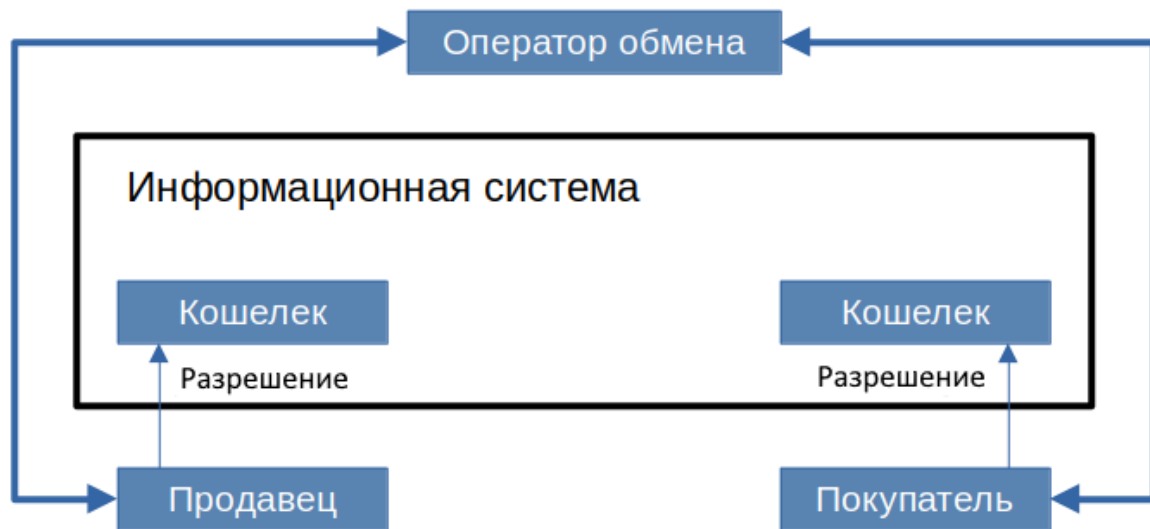 Оператор обмена
Информационная система
Кошелек
Кошелек
Разрешение
Разрешение
Продавец
Покупатель